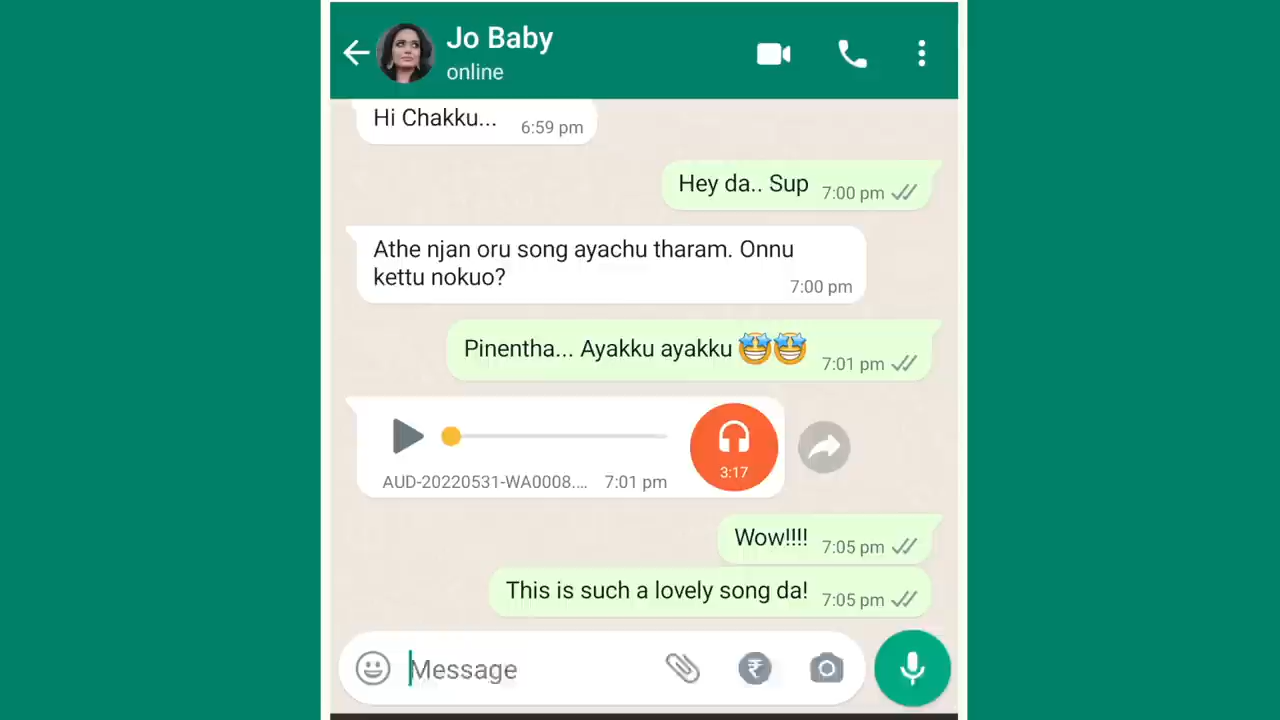 Jo Baby
online
Hi Chakku...
6:59 pm
Hey da.. Sup
7:00 pm
Athe njan oru song ayachu tharam. Onnu
kettu nokuo?
7:00 pm
Pinentha... Ayakku ayakku 🤩🤩
7:01 pm
3:17
AUD-20220531-WA0008....
7:01 pm
Wow!!!!
7:05 pm
This is such a lovely song da!
7:05 pm
Message
₹